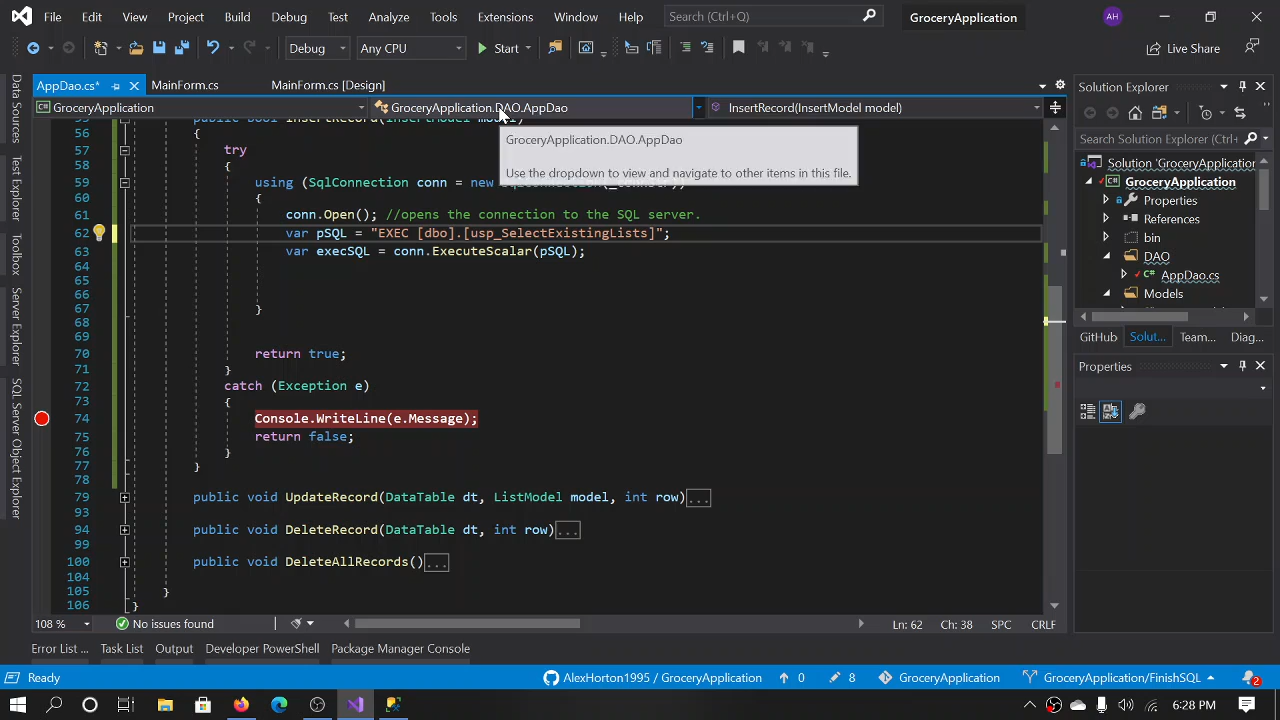 File Edit View Project Build Debug Test Analyze Tools Extensions Window Help Search (Ctrl+Q) GroceryApplication AH
Debug Any CPU Start Live Share
AppDao.cs* MainForm.cs MainForm.cs [Design] Solution Explorer
GroceryApplication GroceryApplication.DAO.AppDao InsertRecord(InsertModel model)
55 public bool InsertRecord(InsertModel model)
56 {
57 try
58 {
59 using (SqlConnection conn = new SqlConnection(
60 {
61 conn.Open(); //opens the connection to the SQL server.
62 var pSQL = "EXEC [dbo].[usp_SelectExistingLists]";
63 var execSQL = conn.ExecuteScalar(pSQL);
64
65
66
67 }
68
69
70 return true;
71 }
72 catch (Exception e)
73 {
74 Console.WriteLine(e.Message);
75 return false;
76 }
77 }
78
79 public void UpdateRecord(DataTable dt, ListModel model, int row)...
93
94 public void DeleteRecord(DataTable dt, int row)...
99
100 public void DeleteAllRecords()...
104
105 }
106 }
GroceryApplication.DAO.AppDao
Use the dropdown to view and navigate to other items in this file.
Data Sources
Test Explorer
Toolbox
Server Explorer
SQL Server Object Explorer
Search Solution Explorer
Solution 'GroceryApplication
GroceryApplication
Properties
References
bin
DAO
AppDao.cs
Models
GitHub Solut... Team... Diag...
Properties
108 % No issues found Ln: 62 Ch: 38 SPC CRLF
Error List ... Task List Output Developer PowerShell Package Manager Console
Ready AlexHorton1995 / GroceryApplication 0 8 GroceryApplication GroceryApplication/FinishSQL 2
6:28 PM